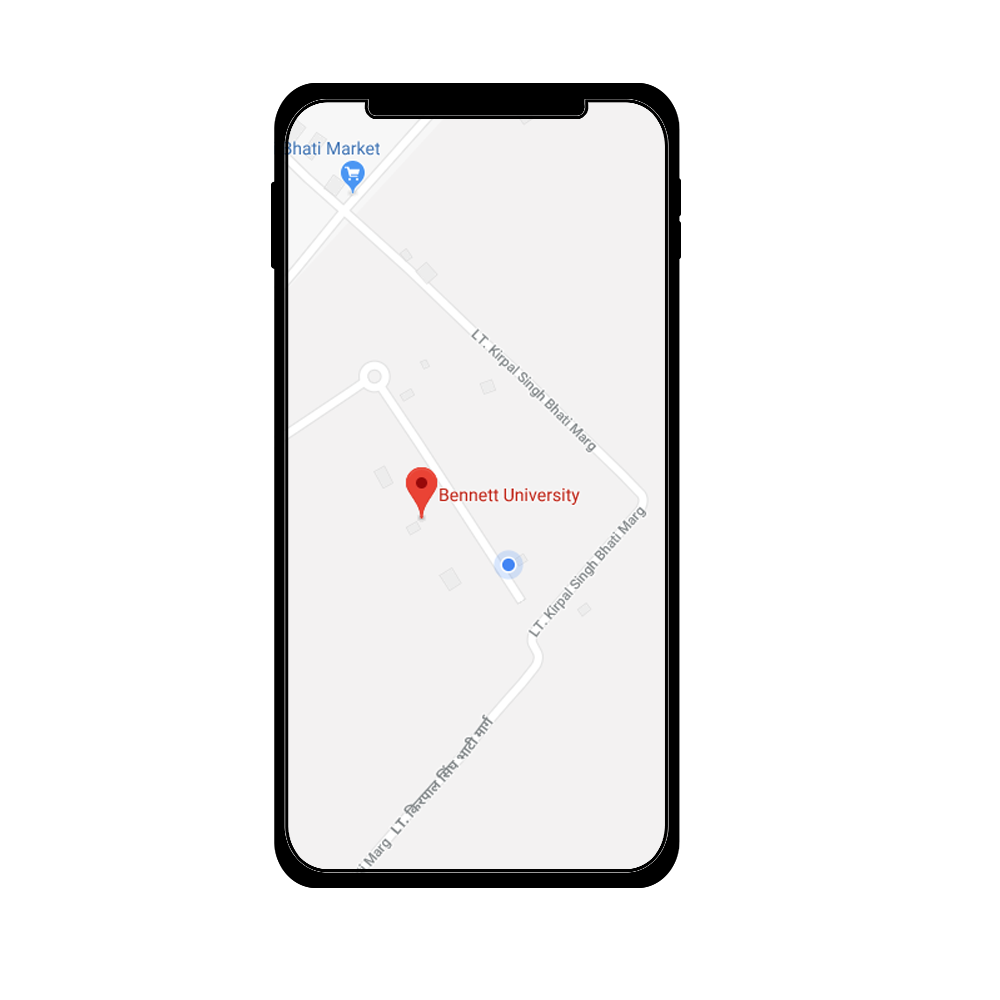 Bhati Market
LT. Kirpal Singh Bhati Marg
Bennett University
LT. Kirpal Singh Bhati Marg
LT. किरपाल सिंघ भाटी मार्ग
i Marg